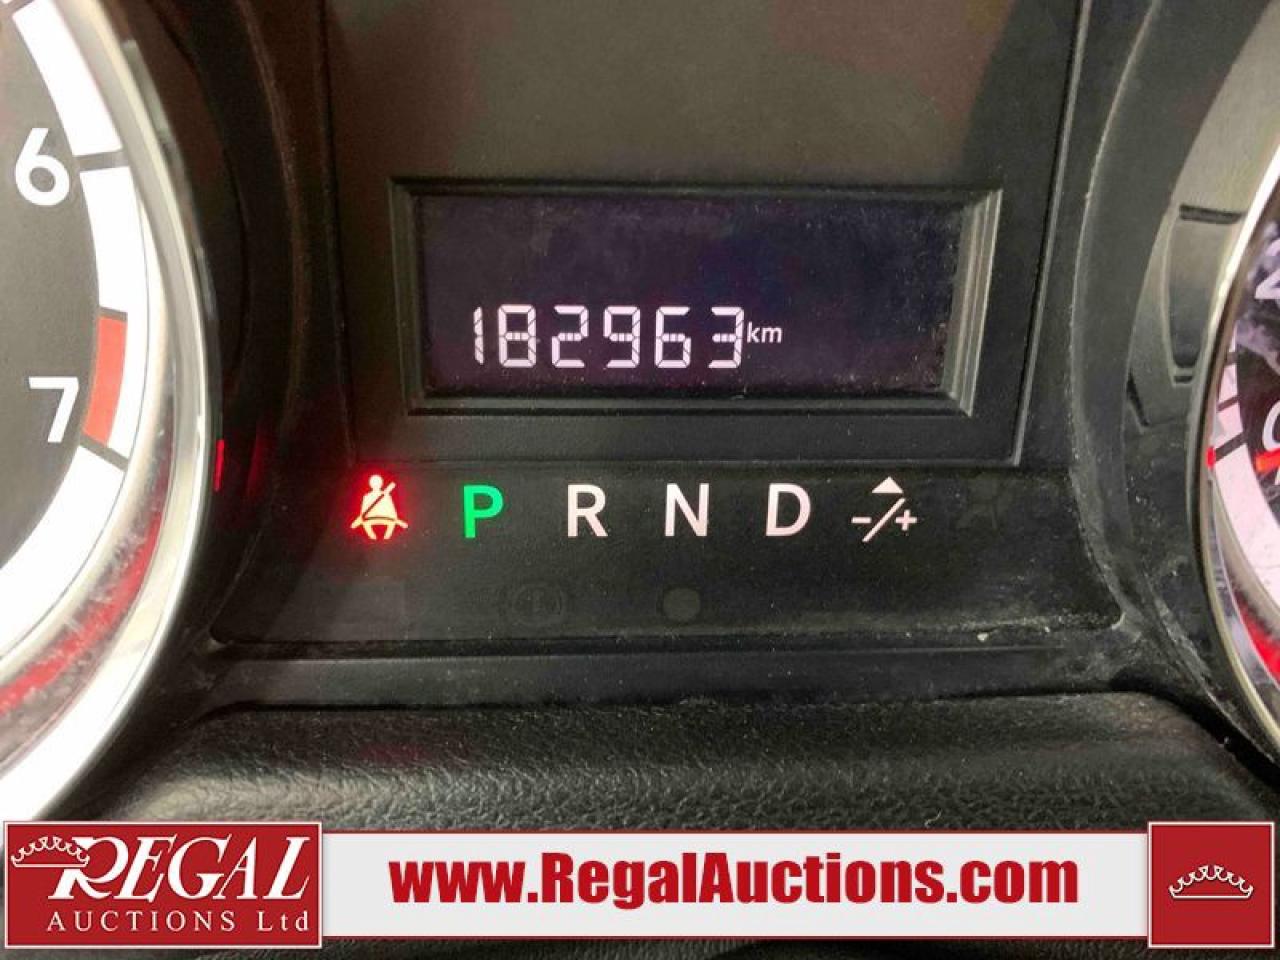 6
7
182963 km
P R N D -/+
REGAL
AUCTIONS Ltd
www.RegalAuctions.com